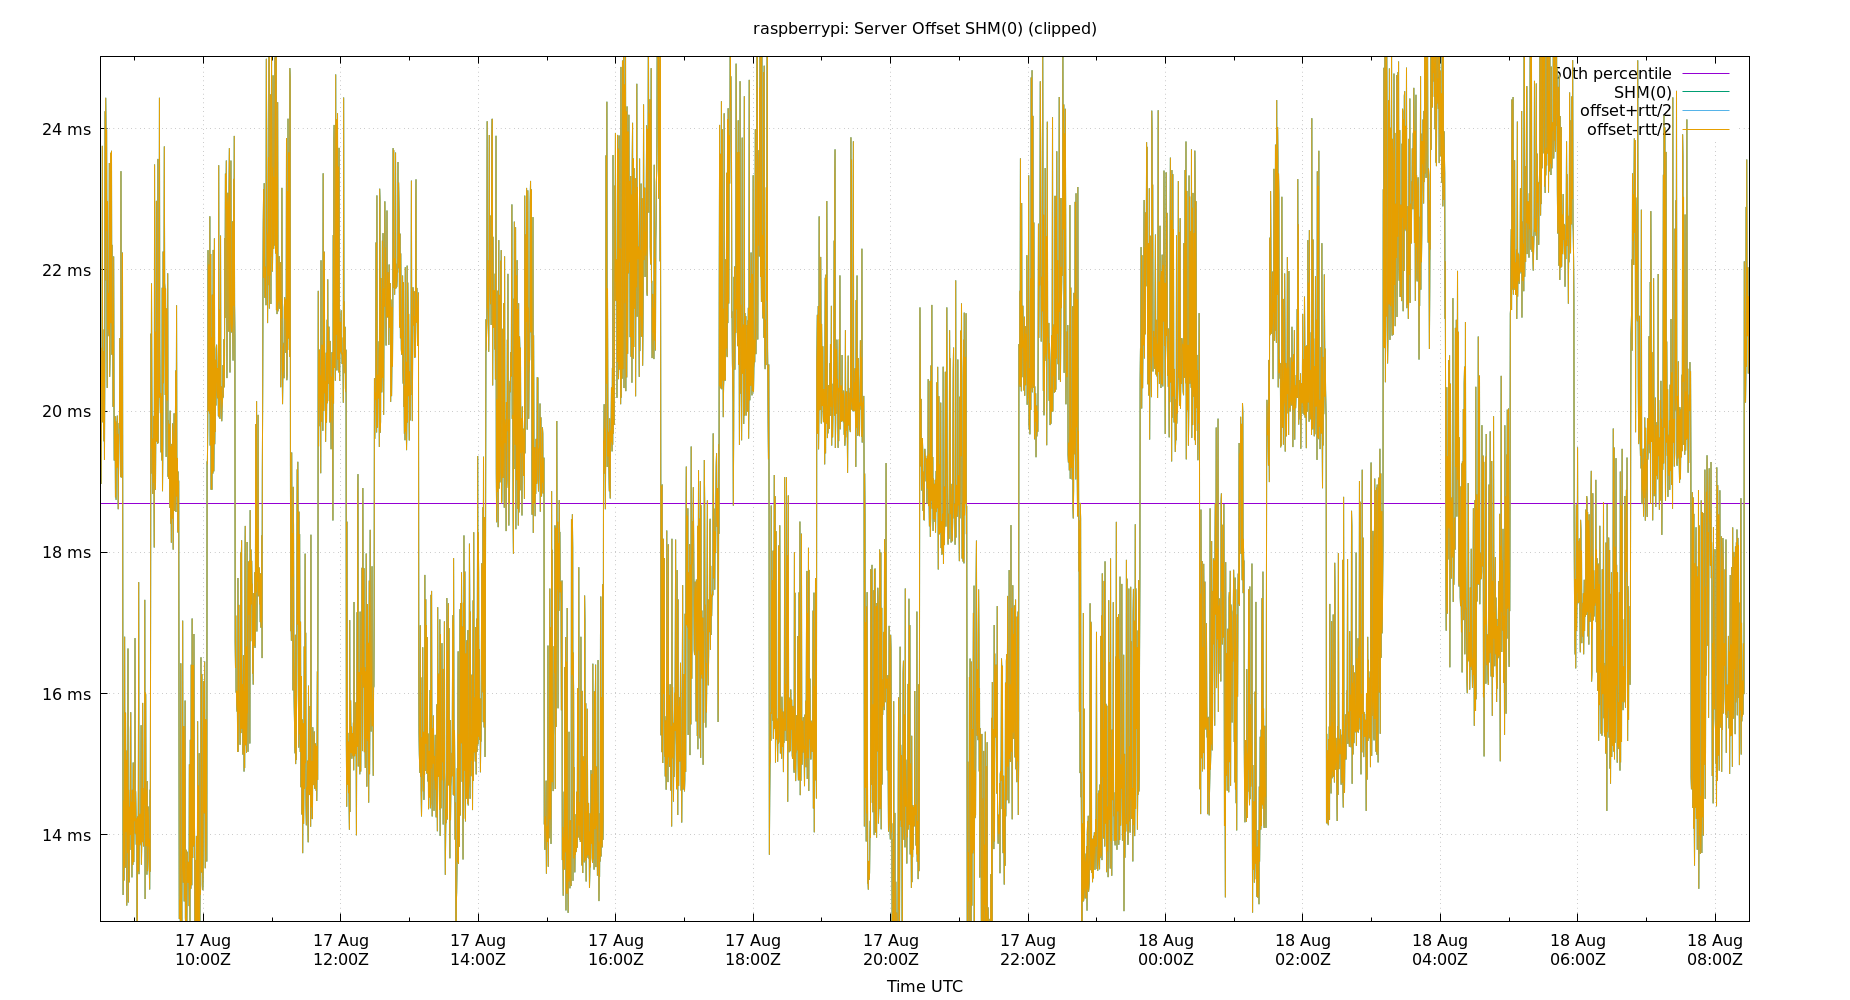 raspberrypi: Server Offset SHM(0) (clipped)
50th percentile
SHM(0)
offset+rtt/2
offset-rtt/2
24 ms
22 ms
20 ms
18 ms
16 ms
14 ms
17 Aug 17 Aug 17 Aug 17 Aug 17 Aug 17 Aug 17 Aug 18 Aug 18 Aug 18 Aug 18 Aug 18 Aug
10:00Z 12:00Z 14:00Z 16:00Z 18:00Z 20:00Z 22:00Z 00:00Z 02:00Z 04:00Z 06:00Z 08:00Z
Time UTC